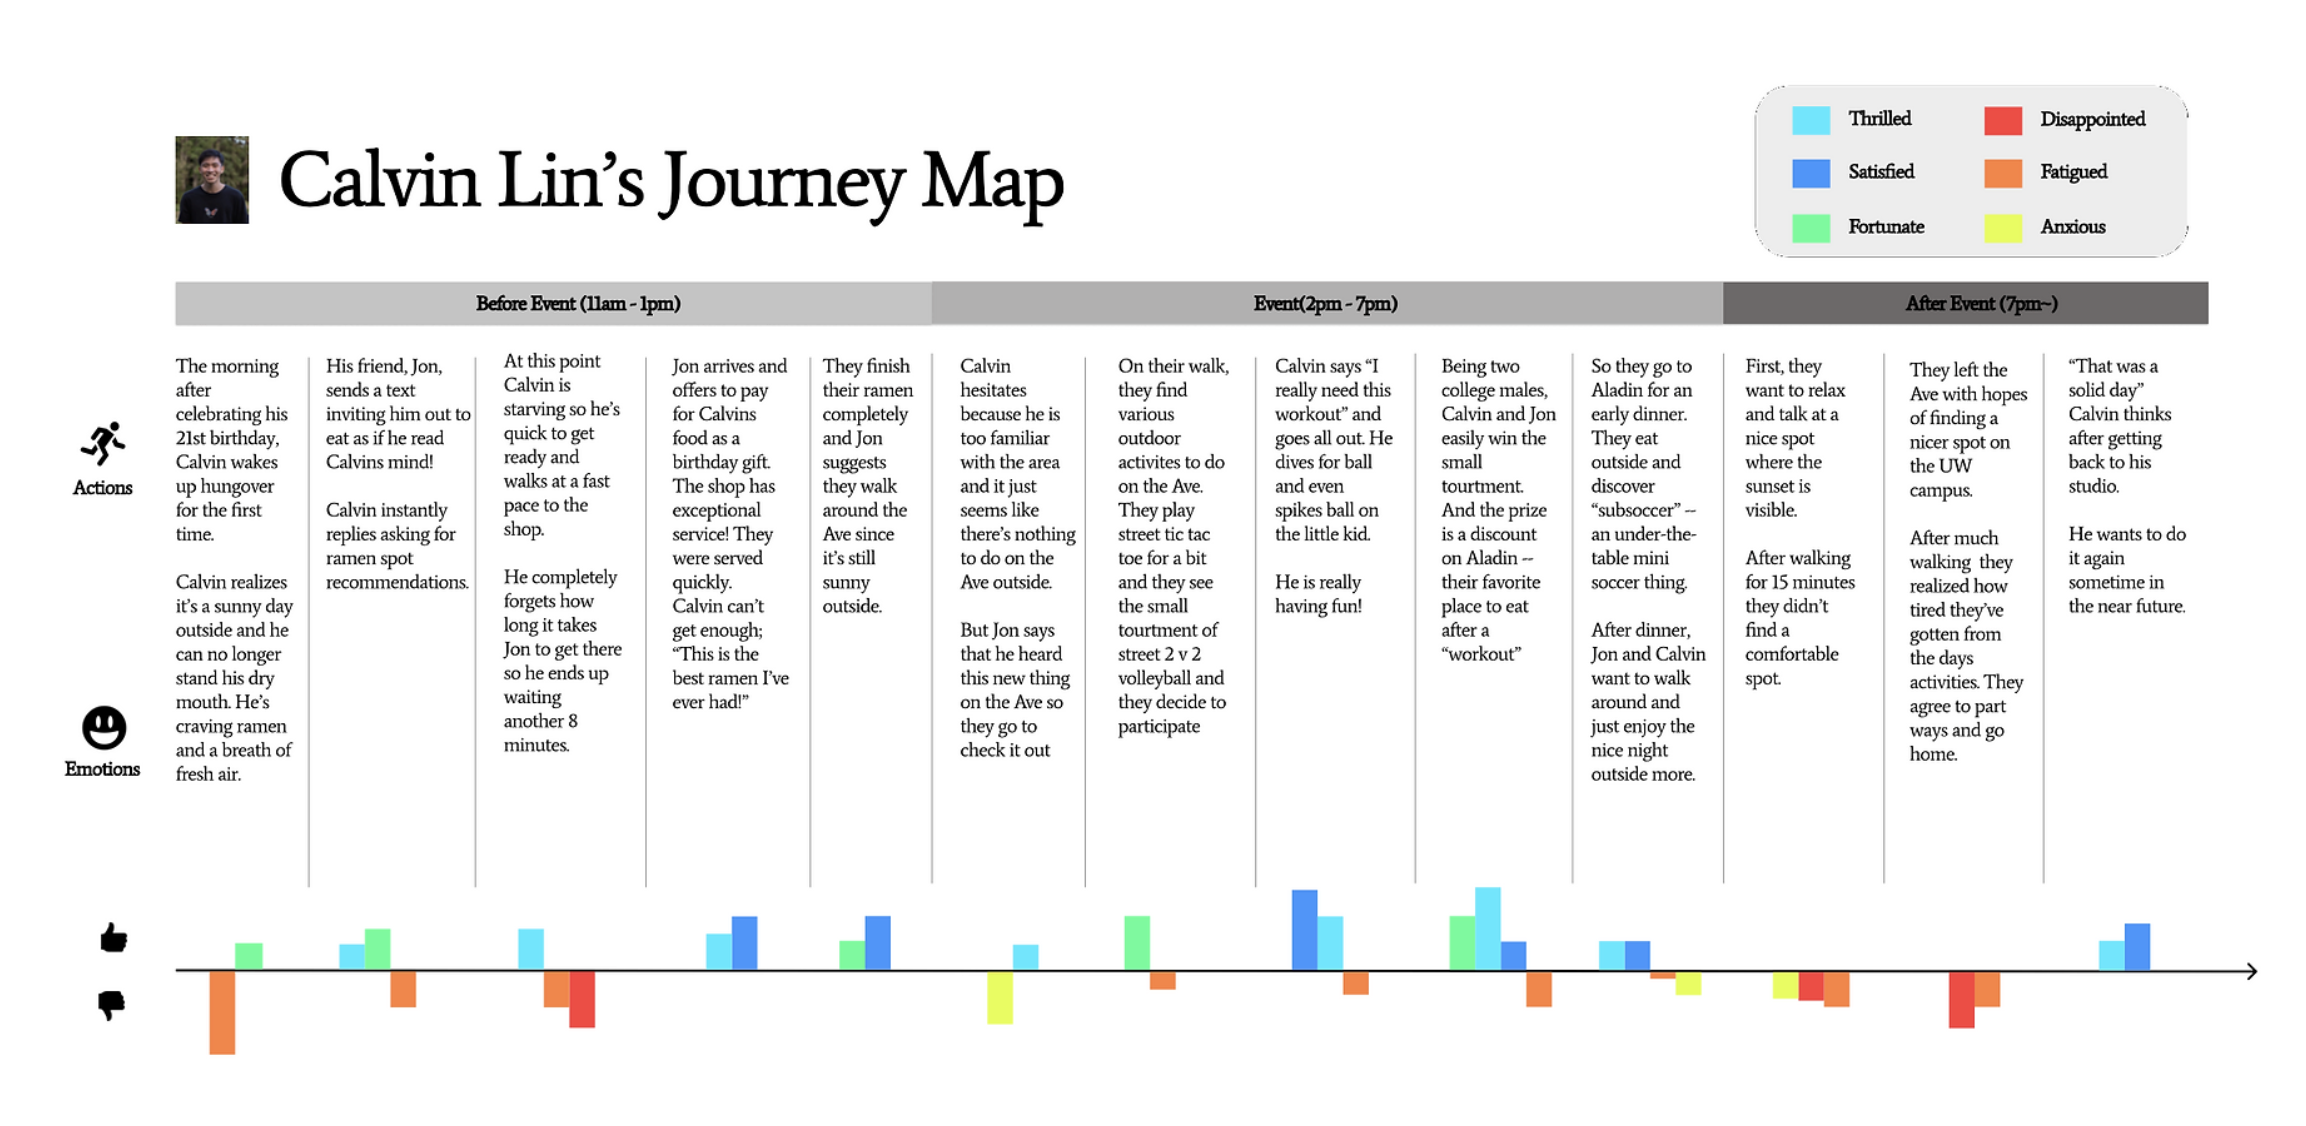 Calvin Lin's Journey Map
Thrilled
Disappointed
Satisfied
Fatigued
Fortunate
Anxious
Before Event (11am - 1pm)
Event(2pm - 7pm)
After Event (7pm~)
Actions
Emotions
The morning
after
celebrating his
21st birthday,
Calvin wakes
up hungover
for the first
time.
Calvin realizes
it's a sunny day
outside and he
can no longer
stand his dry
mouth. He's
craving ramen
and a breath of
fresh air.
His friend, Jon,
sends a text
inviting him out to
eat as if he read
Calvins mind!
Calvin instantly
replies asking for
ramen spot
recommendations.
At this point
Calvin is
starving so he's
quick to get
ready and
walks at a fast
pace to the
shop.
He completely
forgets how
long it takes
Jon to get there
so he ends up
waiting
another 8
minutes.
Jon arrives and
offers to pay
for Calvins
food as a
birthday gift.
The shop has
exceptional
service! They
were served
quickly.
Calvin can't
get enough;
“This is the
best ramen I've
ever had!”
They finish
their ramen
completely
and Jon
suggests
they walk
around the
Ave since
it's still
sunny
outside.
Calvin
hesitates
because he is
too familiar
with the area
and it just
seems like
there's nothing
to do on the
Ave outside.
But Jon says
that he heard
this new thing
on the Ave so
they go to
check it out
On their walk,
they find
various
outdoor
activites to do
on the Ave.
They play
street tic tac
toe for a bit
and they see
the small
tourtment of
street 2 v 2
volleyball and
they decide to
participate
Calvin says “I
really need this
workout” and
goes all out. He
dives for ball
and even
spikes ball on
the little kid.
He is really
having fun!
Being two
college males,
Calvin and Jon
easily win the
small
tourtment.
And the prize
is a discount
on Aladin --
their favorite
place to eat
after a
“workout”
So they go to
Aladin for an
early dinner.
They eat
outside and
discover
“subsoccer” --
an under-the-
table mini
soccer thing.
After dinner,
Jon and Calvin
want to walk
around and
just enjoy the
nice night
outside more.
First, they
want to relax
and talk at a
nice spot
where the
sunset is
visible.
After walking
for 15 minutes
they didn't
find a
comfortable
spot.
They left the
Ave with hopes
of finding a
nicer spot on
the UW
campus.
After much
walking they
realized how
tired they've
gotten from
the days
activities. They
agree to part
ways and go
home.
“That was a
solid day”
Calvin thinks
after getting
back to his
studio.
He wants to do
it again
sometime in
the near future.